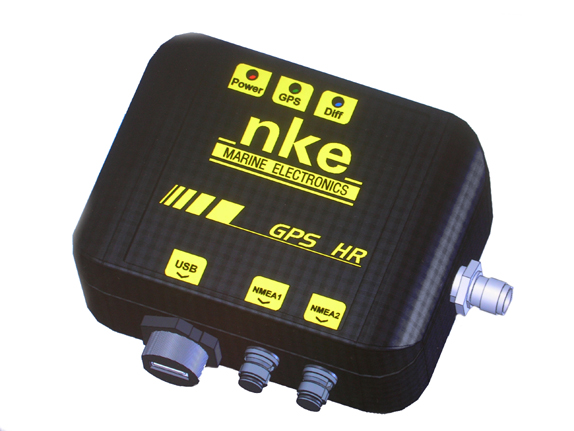 Power GPS Diff
nke
MARINE ELECTRONICS
GPS HR
USB NMEA1 NMEA2